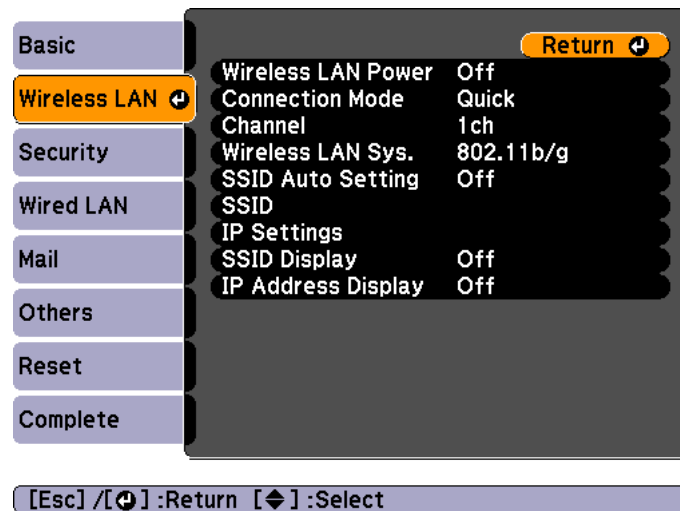 Basic
Wireless LAN
Security
Wired LAN
Mail
Others
Reset
Complete
Return
Wireless LAN Power Off
Connection Mode Quick
Channel 1ch
Wireless LAN Sys. 802.11b/g
SSID Auto Setting Off
SSID
IP Settings
SSID Display Off
IP Address Display Off
[Esc] /[⏎] :Return [◆] :Select